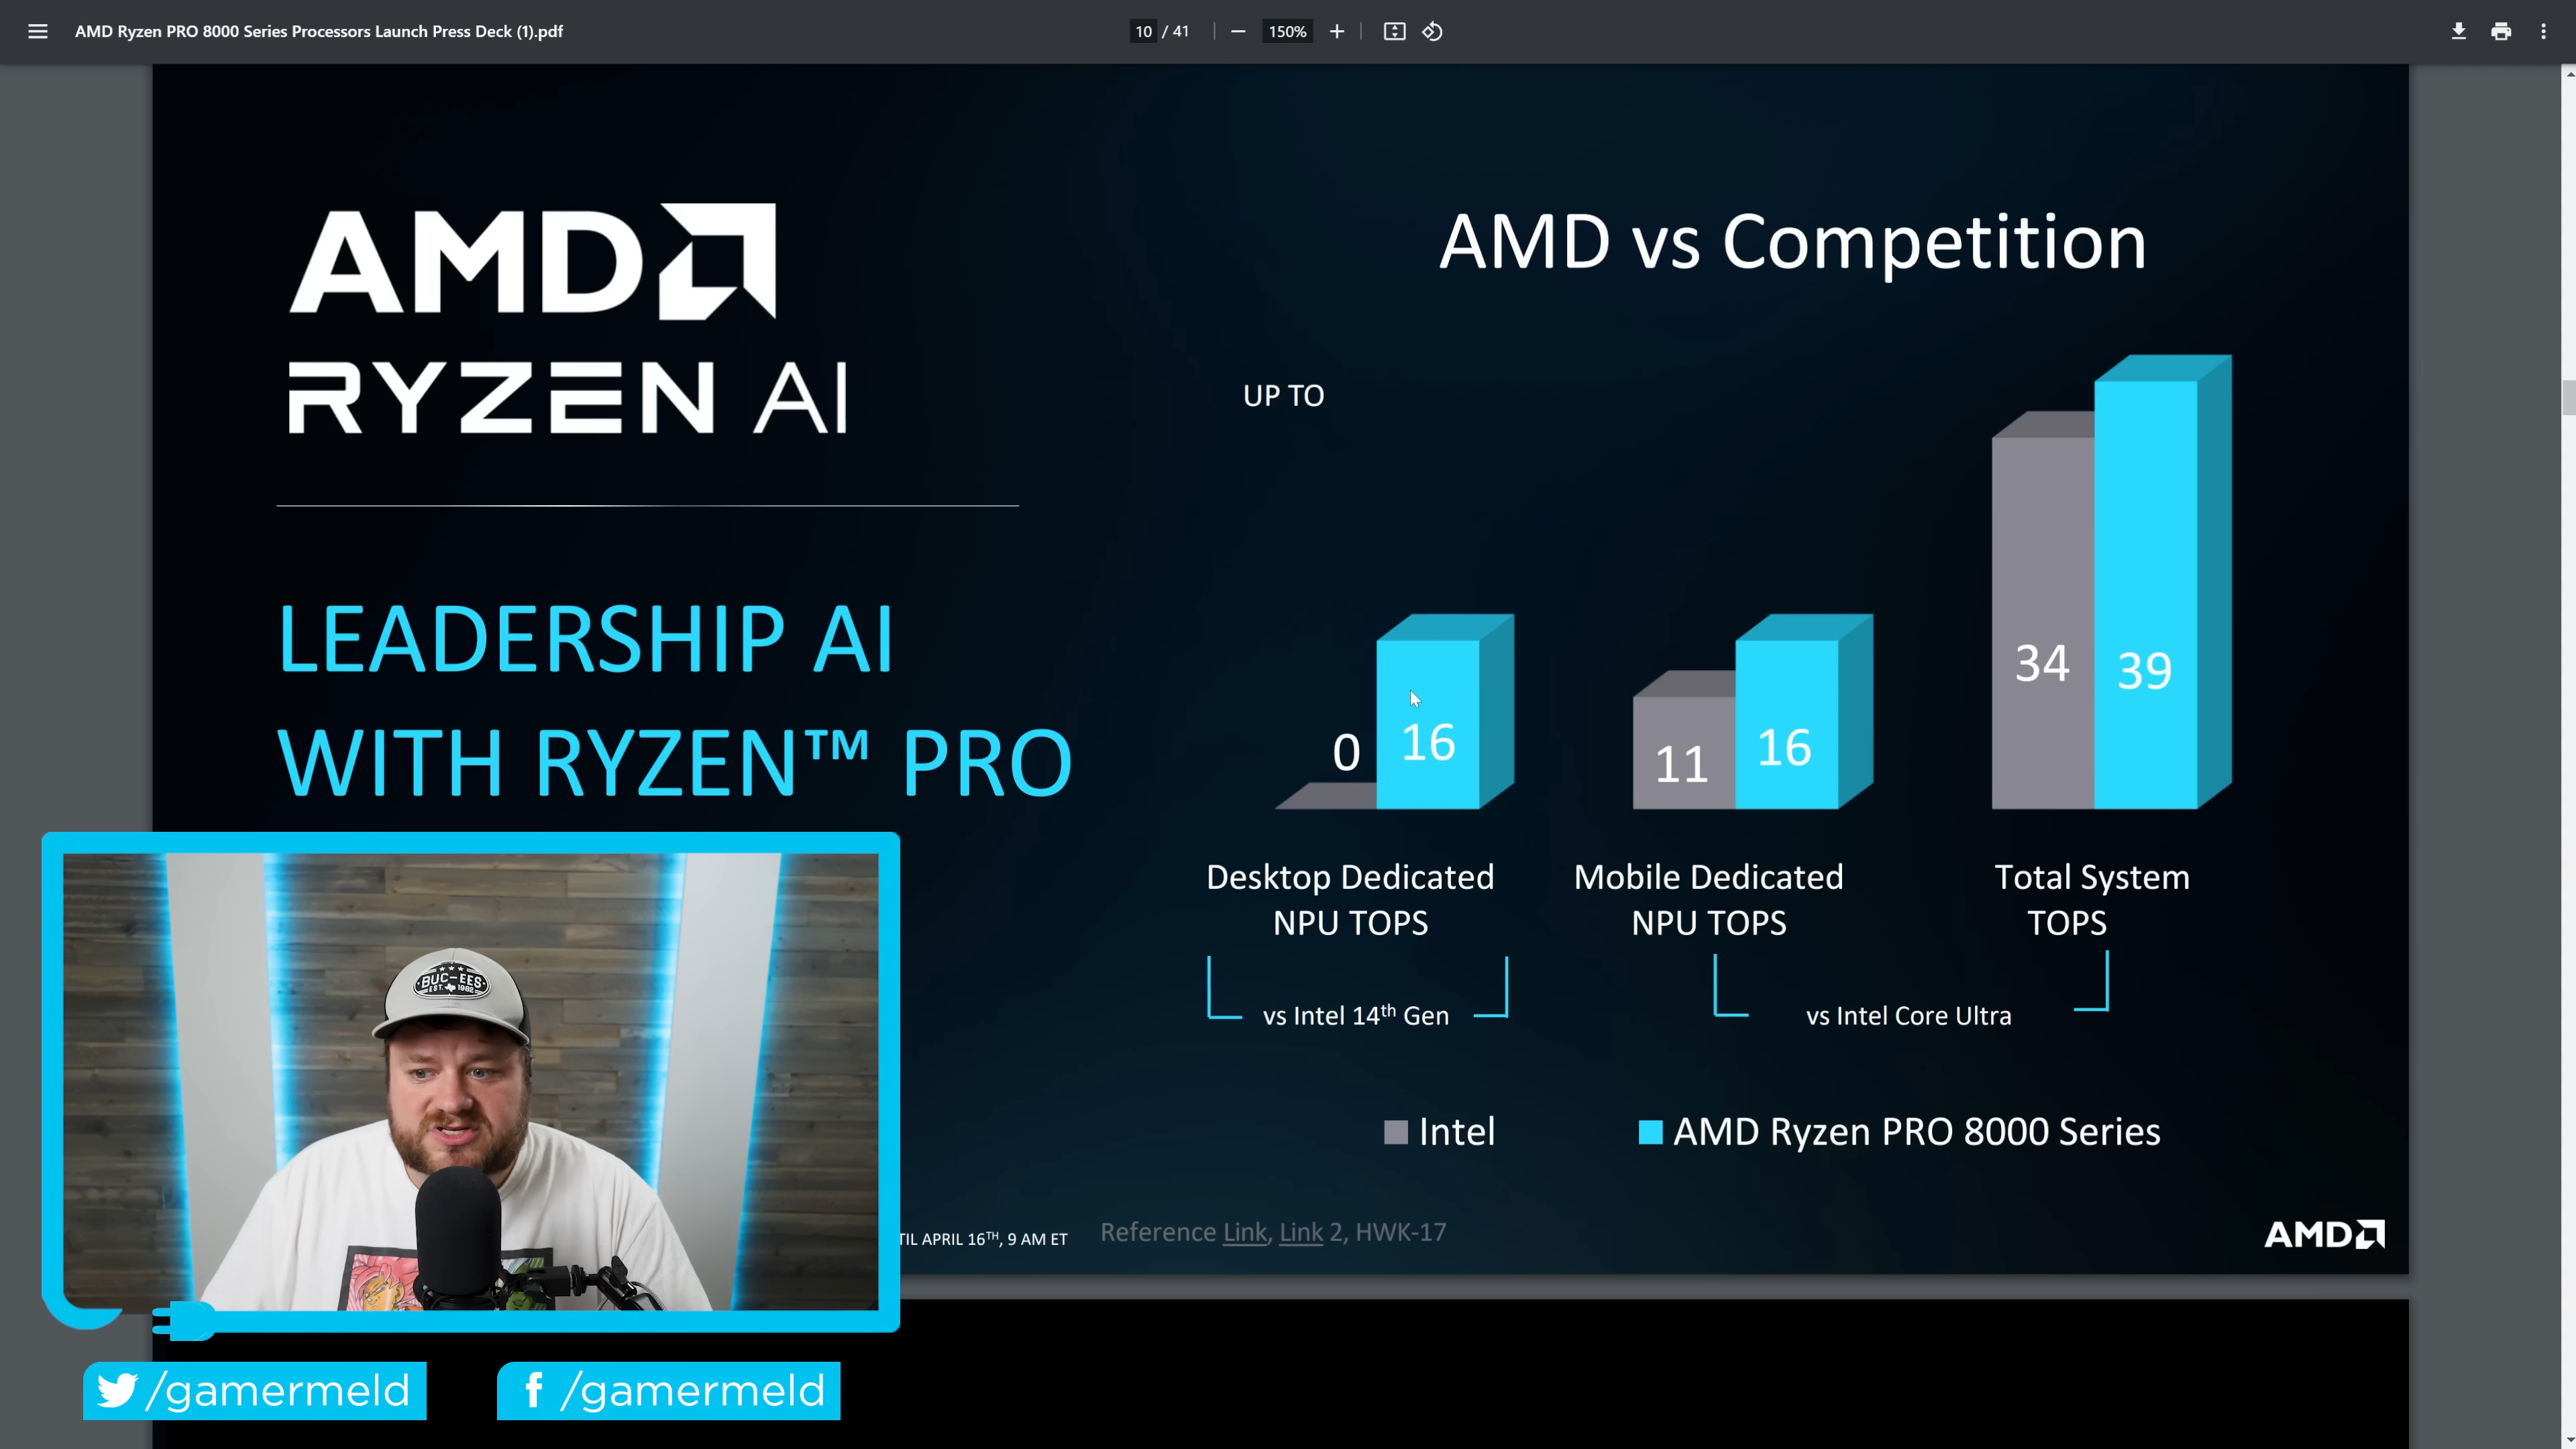 AMD Ryzen PRO 8000 Series Processors Launch Press Deck (1).pdf
10 / 41
150%
AMD
RYZEN AI
LEADERSHIP AI
WITH RYZEN™ PRO
AMD vs Competition
UP TO
0
16
11
16
34
39
Desktop Dedicated
NPU TOPS
Mobile Dedicated
NPU TOPS
Total System
TOPS
vs Intel 14th Gen
vs Intel Core Ultra
Intel
AMD Ryzen PRO 8000 Series
TIL APRIL 16TH, 9 AM ET
Reference Link, Link 2, HWK-17
AMD
BUC-EES
EST. 1982
/gamermeld
f /gamermeld